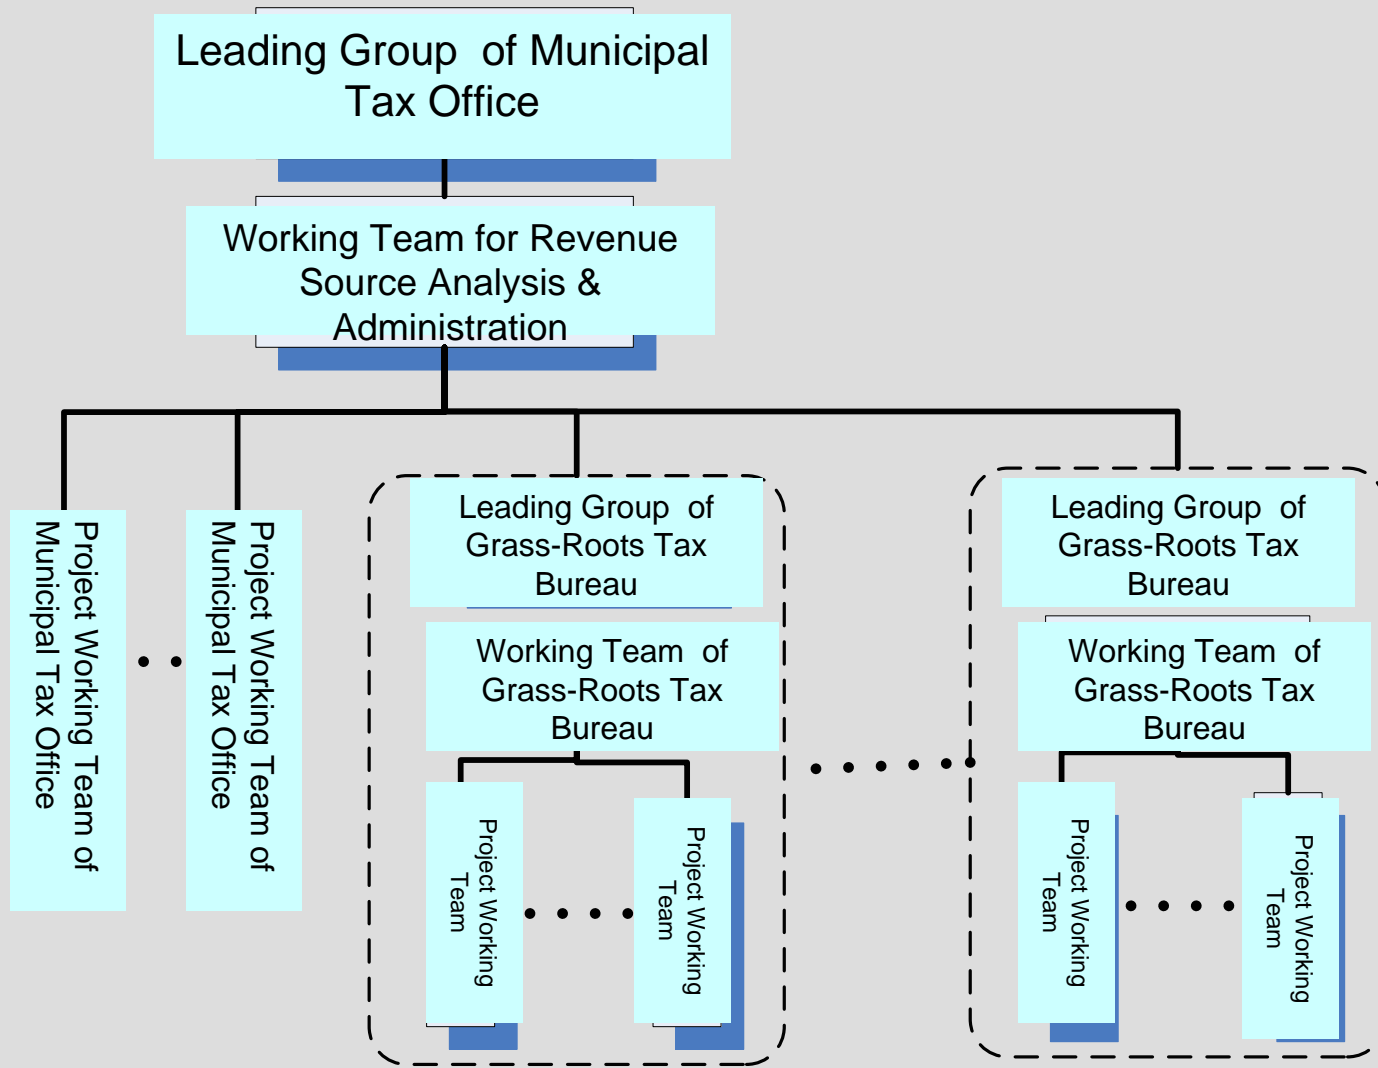 Leading Group of Municipal
Tax Office
Working Team for Revenue
Source Analysis &
Administration
Project Working Team of
Municipal Tax Office
Project Working Team of
Municipal Tax Office
Leading Group of
Grass-Roots Tax
Bureau
Working Team of
Grass-Roots Tax
Bureau
Project Working
Team
Project Working
Team
Leading Group of
Grass-Roots Tax
Bureau
Working Team of
Grass-Roots Tax
Bureau
Project Working
Team
Project Working
Team